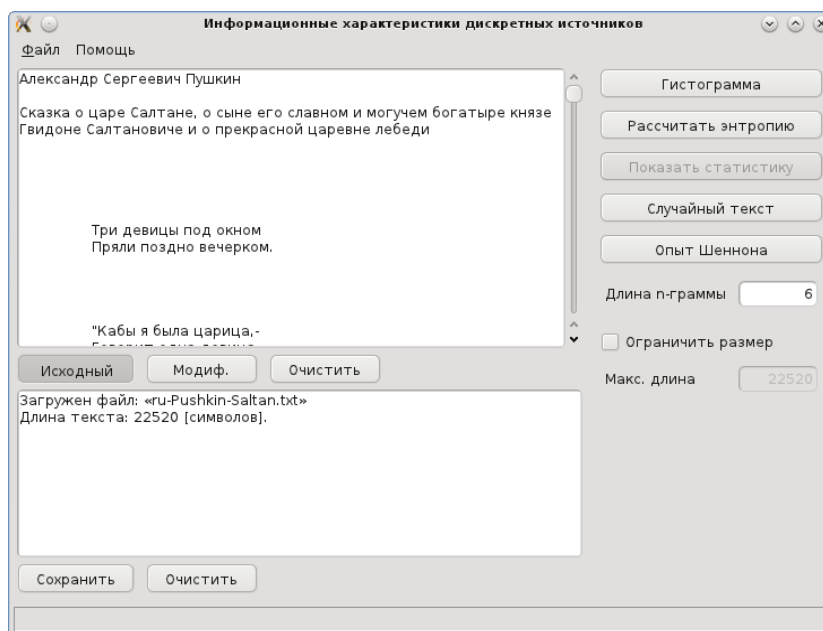 Информационные характеристики дискретных источников
Файл Помощь
Александр Сергеевич Пушкин
Сказка о царе Салтане, о сыне его славном и могучем богатыре князе
Гвидоне Салтановиче и о прекрасной царевне лебеди
Три девицы под окном
Пряли поздно вечерком.
"Кабы я была царица,-
Гистограмма
Рассчитать энтропию
Показать статистику
Случайный текст
Опыт Шеннона
Длина n-граммы 6
Ограничить размер
Макс. длина 22520
Исходный Модиф. Очистить
Загружен файл: «ru-Pushkin-Saltan.txt»
Длина текста: 22520 [символов].
Сохранить Очистить